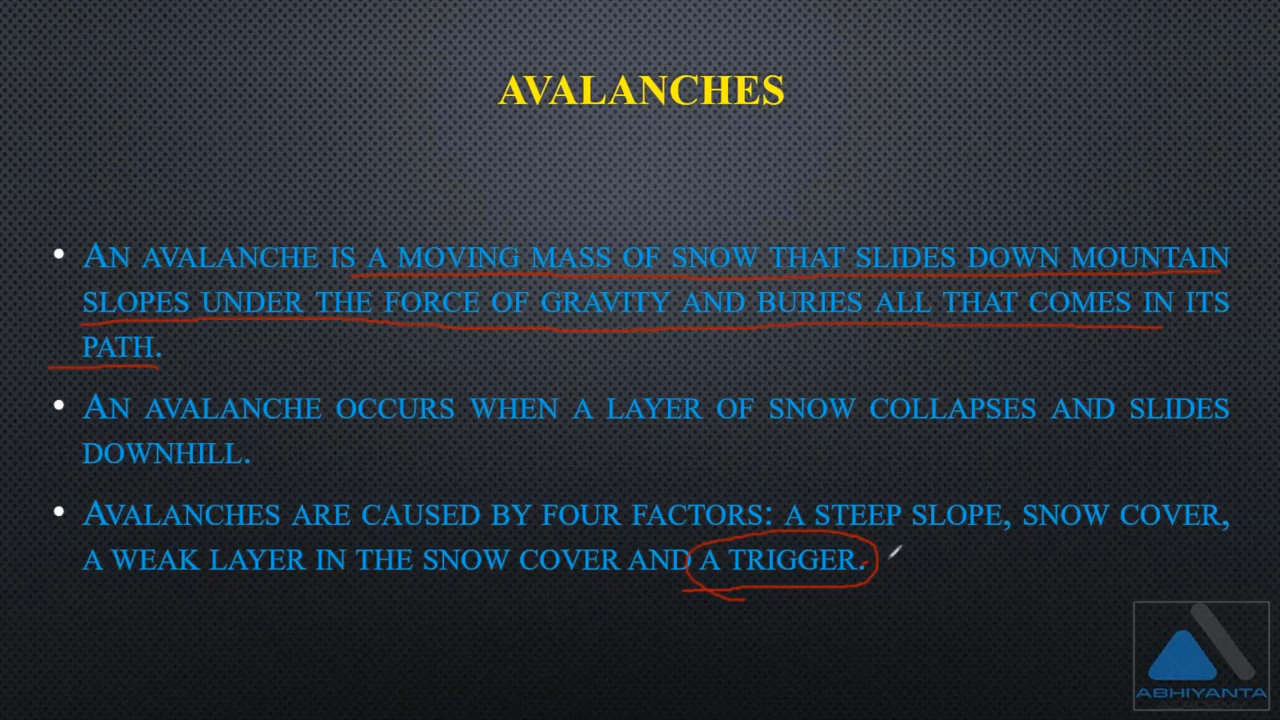 AVALANCHES
• AN AVALANCHE IS A MOVING MASS OF SNOW THAT SLIDES DOWN MOUNTAIN
SLOPES UNDER THE FORCE OF GRAVITY AND BURIES ALL THAT COMES IN ITS
PATH.
• AN AVALANCHE OCCURS WHEN A LAYER OF SNOW COLLAPSES AND SLIDES
DOWNHILL.
• AVALANCHES ARE CAUSED BY FOUR FACTORS: A STEEP SLOPE, SNOW COVER,
A WEAK LAYER IN THE SNOW COVER AND A TRIGGER.
ABHIYANTA